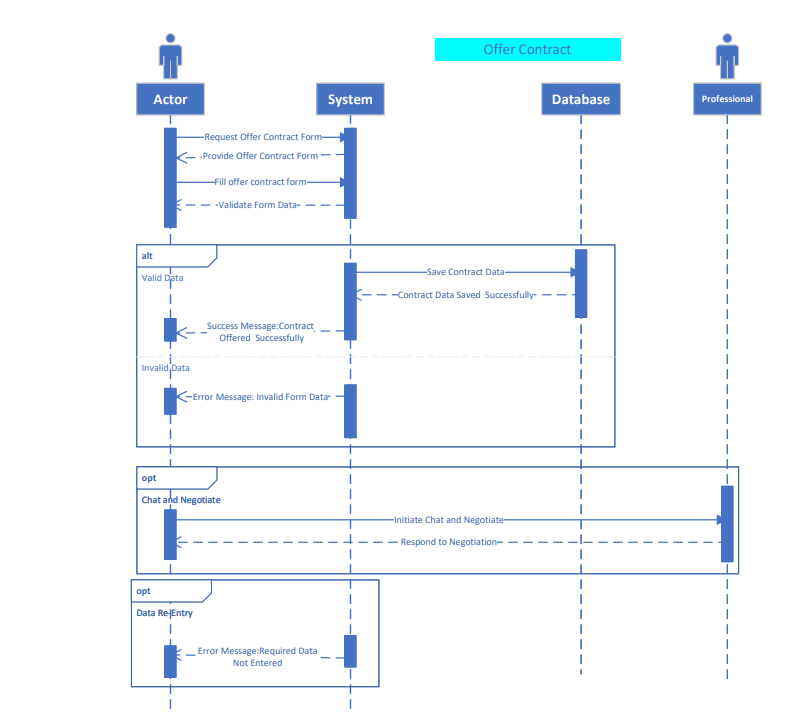 Offer Contract
Actor
System
Database
Professional
Request Offer Contract Form
Provide Offer Contract Form
Fill offer contract form
Validate Form Data
alt
Valid Data
Save Contract Data
Contract Data Saved Successfully
Success Message:Contract
Offered Successfully
Invalid Data
Error Message: Invalid Form Data
opt
Chat and Negotiate
Initiate Chat and Negotiate
Respond to Negotiation
opt
Data Re-Entry
Error Message:Required Data
Not Entered